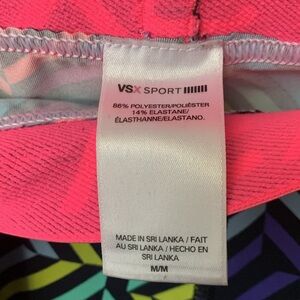 VSX SPORT
86% POLYESTER/POLIÉSTER
14% ELASTANE/
ÉLASTHANNE/ELASTANO.
MADE IN SRI LANKA / FAIT
AU SRI LANKA / HECHO EN
SRI LANKA
M/M